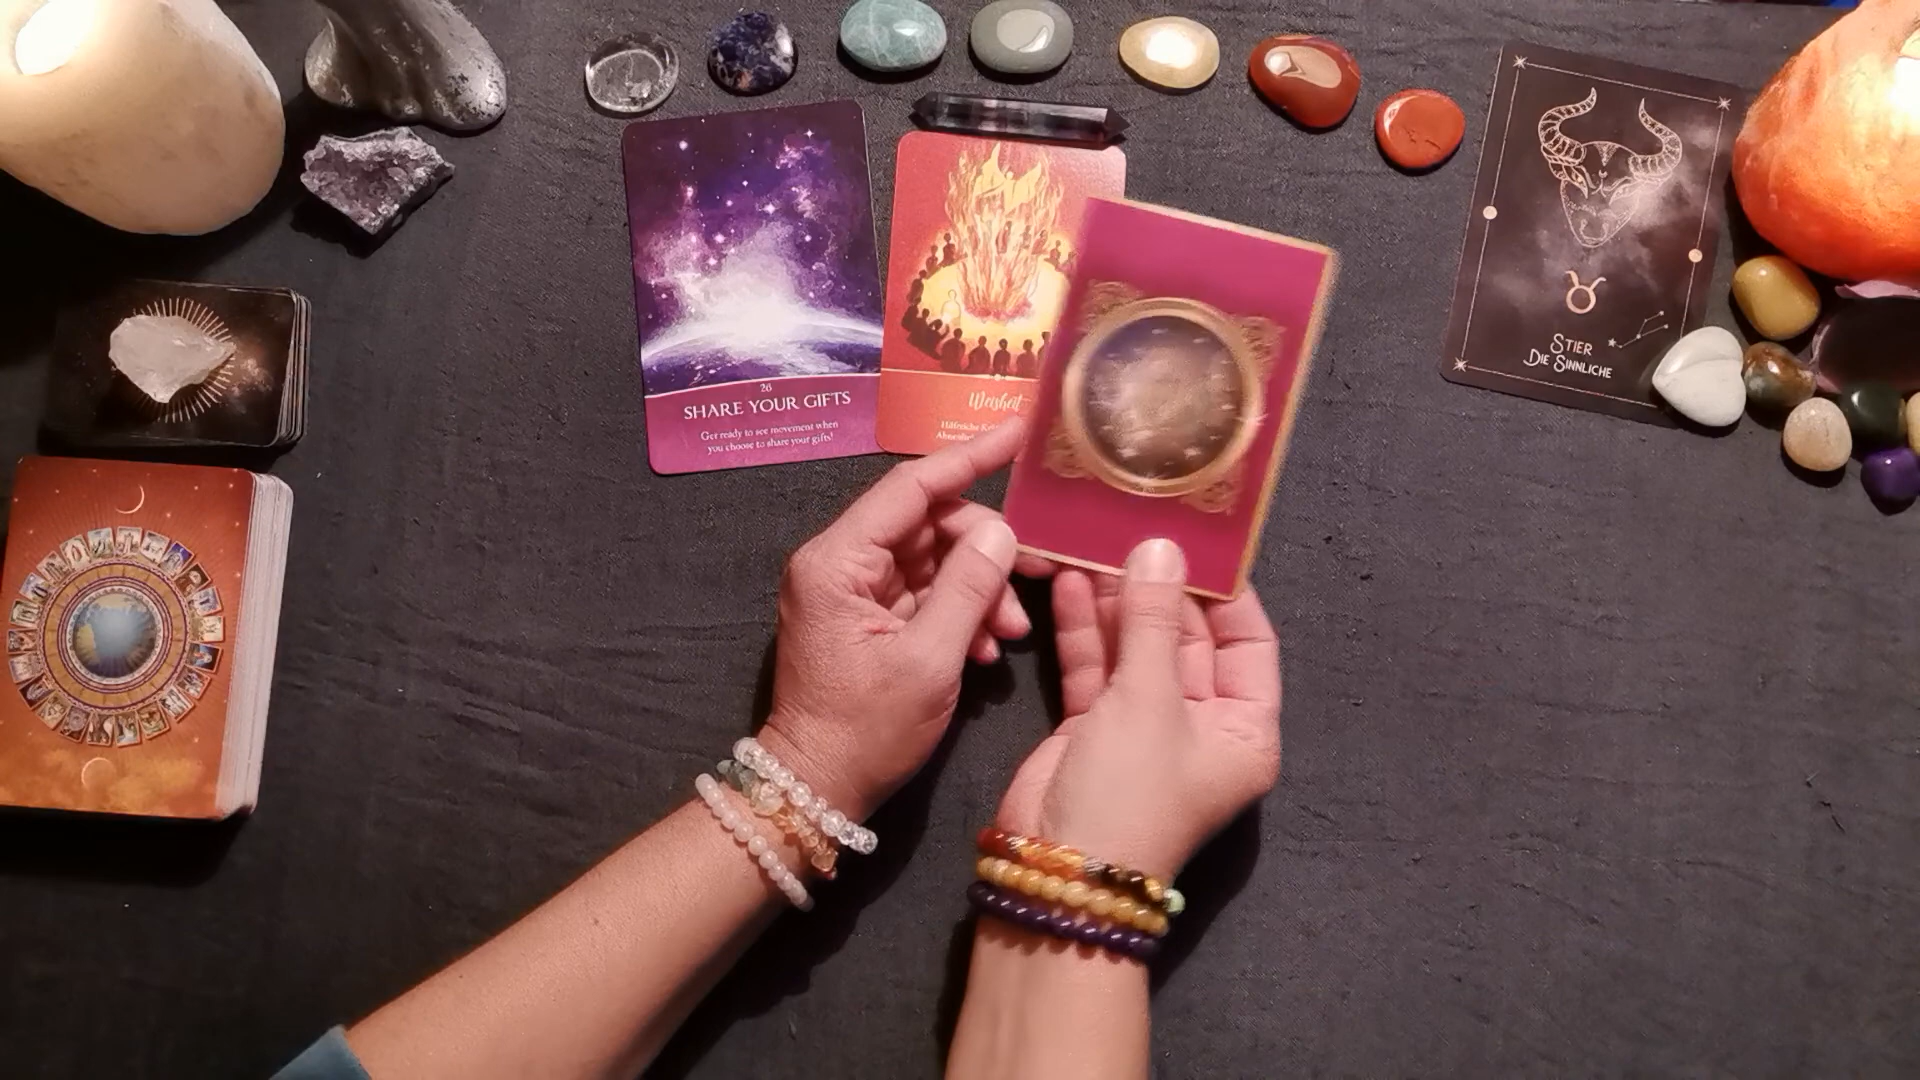 26
SHARE YOUR GIFTS
Get ready to see movement when
you choose to share your gifts!
Weisheit
STIER
DIE SINNLICHE